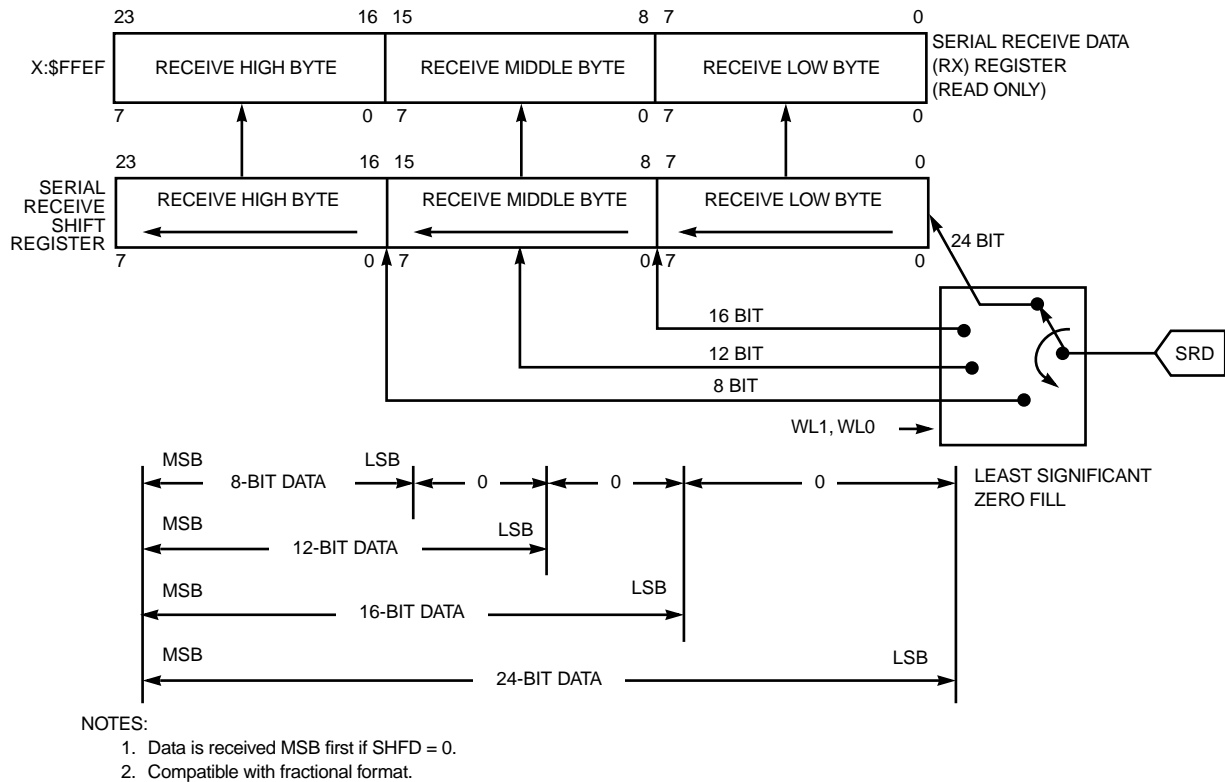 23 16 15 8 7 0
X:$FFEF RECEIVE HIGH BYTE RECEIVE MIDDLE BYTE RECEIVE LOW BYTE
SERIAL RECEIVE DATA
(RX) REGISTER
(READ ONLY)
7 0 7 0 7 0
23 16 15 8 7 0
SERIAL
RECEIVE
SHIFT
REGISTER
RECEIVE HIGH BYTE RECEIVE MIDDLE BYTE RECEIVE LOW BYTE
7 0 7 0 7 0
24 BIT
16 BIT
12 BIT
8 BIT
SRD
WL1, WL0
MSB LSB
8-BIT DATA 0 0 0
LEAST SIGNIFICANT
ZERO FILL
MSB LSB
12-BIT DATA
MSB LSB
16-BIT DATA
MSB LSB
24-BIT DATA
NOTES:
1. Data is received MSB first if SHFD = 0.
2. Compatible with fractional format.